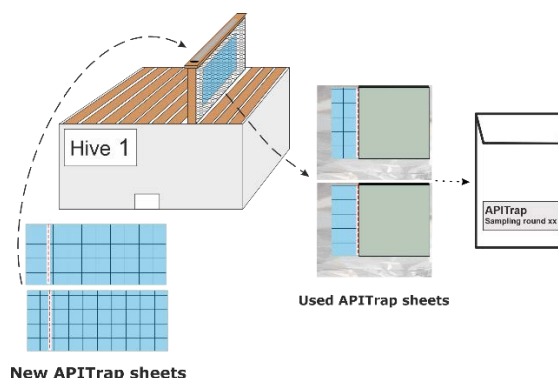 Hive 1
APITrap
Sampling round xx
Used APITrap sheets
New APITrap sheets